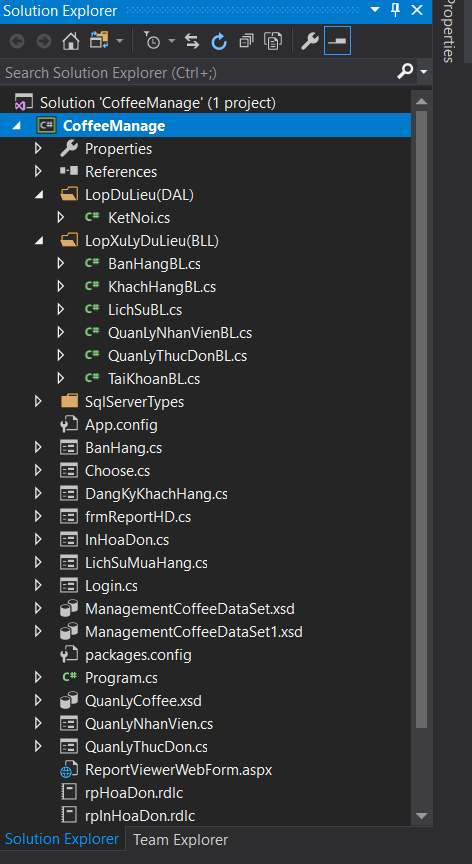 Solution Explorer
Properties
Search Solution Explorer (Ctrl+;)
Solution 'CoffeeManage' (1 project)
C# CoffeeManage
Properties
References
LopDuLieu(DAL)
C# KetNoi.cs
LopXuLyDuLieu(BLL)
C# BanHangBL.cs
C# KhachHangBL.cs
C# LichSuBL.cs
C# QuanLyNhanVienBL.cs
C# QuanLyThucDonBL.cs
C# TaiKhoanBL.cs
SqlServerTypes
App.config
BanHang.cs
Choose.cs
DangKyKhachHang.cs
frmReportHD.cs
InHoaDon.cs
LichSuMuaHang.cs
Login.cs
ManagementCoffeeDataSet.xsd
ManagementCoffeeDataSet1.xsd
packages.config
C# Program.cs
QuanLyCoffee.xsd
QuanLyNhanVien.cs
QuanLyThucDon.cs
ReportViewerWebForm.aspx
rpHoaDon.rdlc
rpInHoaDon.rdlc
Solution Explorer Team Explorer